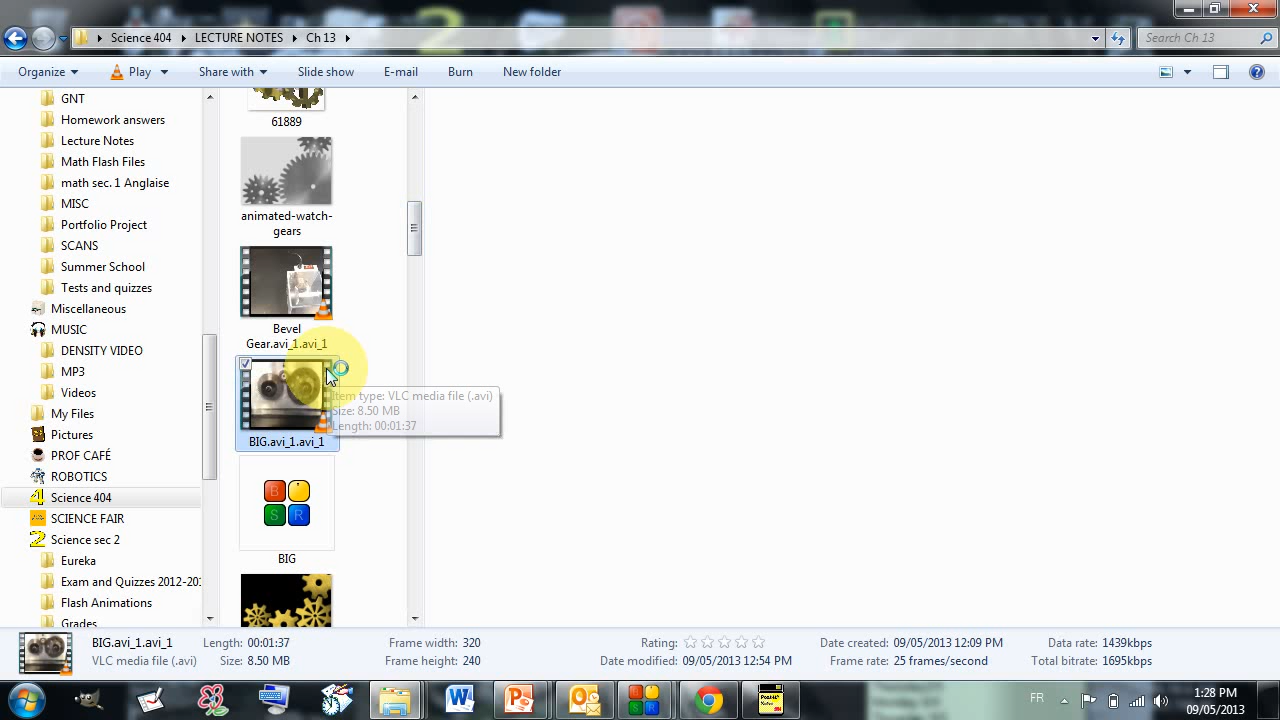 Science 404 LECTURE NOTES Ch 13
Search Ch 13
Organize Play Share with Slide show E-mail Burn New folder
GNT
Homework answers
Lecture Notes
Math Flash Files
math sec. 1 Anglaise
MISC
Portfolio Project
SCANS
Summer School
Tests and quizzes
Miscellaneous
MUSIC
DENSITY VIDEO
MP3
Videos
My Files
Pictures
PROF CAFÉ
ROBOTICS
Science 404
SCIENCE FAIR
Science sec 2
Eureka
Exam and Quizzes 2012-20
Flash Animations
Grades
61889
animated-watch-
gears
Bevel
Gear.avi_1.avi_1
Item type: VLC media file (.avi)
Size: 8.50 MB
Length: 00:01:37
BIG.avi_1.avi_1
B
S R
BIG
BIG.avi_1.avi_1 Length: 00:01:37 Frame width: 320 Rating: Date created: 09/05/2013 12:09 PM Data rate: 1439kbps
VLC media file (.avi) Size: 8.50 MB Frame height: 240 Date modified: 09/05/2013 12:54 PM Frame rate: 25 frames/second Total bitrate: 1695kbps
FR
1:28 PM
09/05/2013